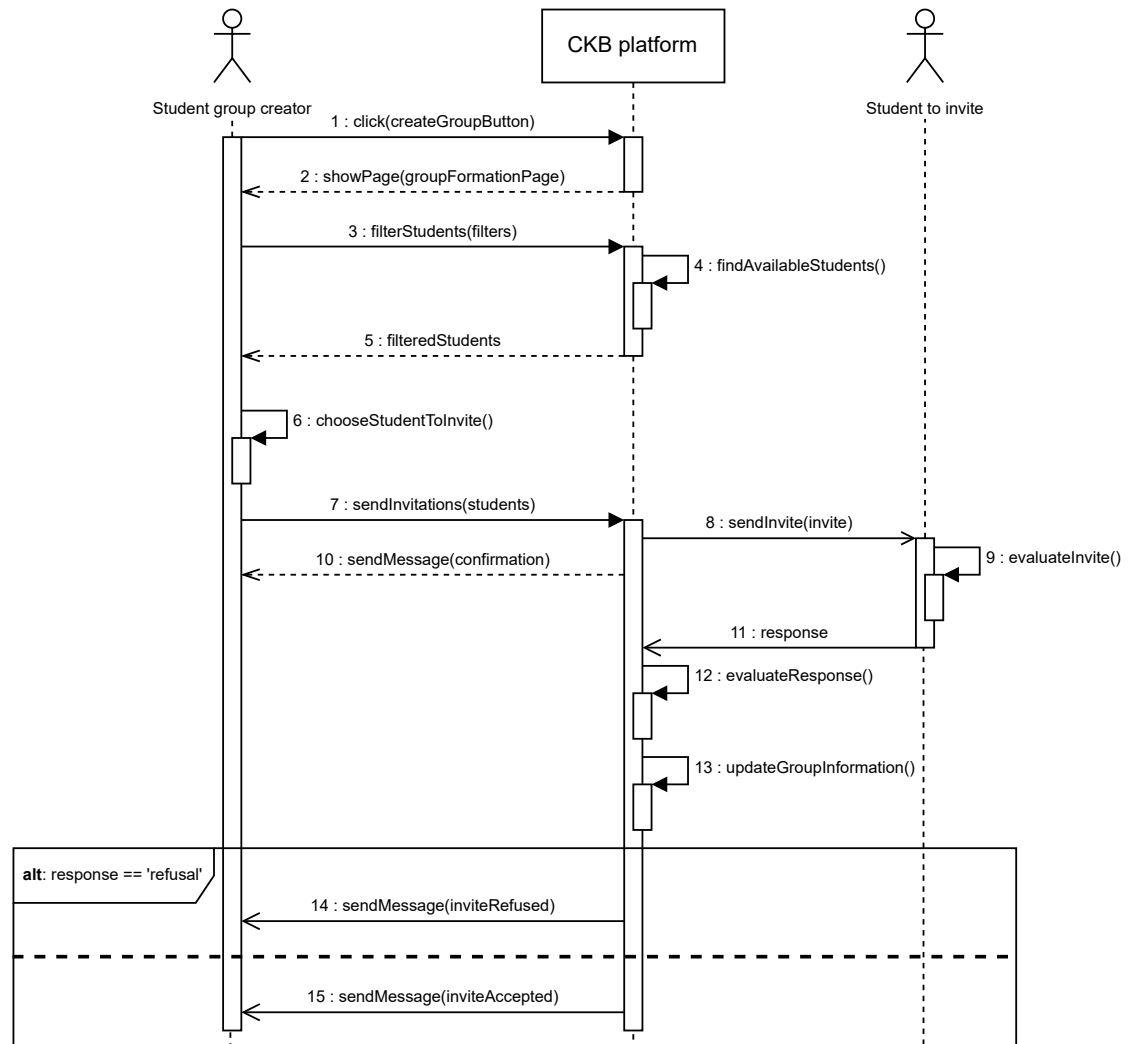 CKB platform
Student group creator
Student to invite
1 : click(createGroupButton)
2 : showPage(groupFormationPage)
3 : filterStudents(filters)
4 : findAvailableStudents()
5 : filteredStudents
6 : chooseStudentToInvite()
7 : sendInvitations(students)
8 : sendInvite(invite)
10 : sendMessage(confirmation)
9 : evaluateInvite()
11 : response
12 : evaluateResponse()
13 : updateGroupInformation()
alt: response == 'refusal'
14 : sendMessage(inviteRefused)
15 : sendMessage(inviteAccepted)